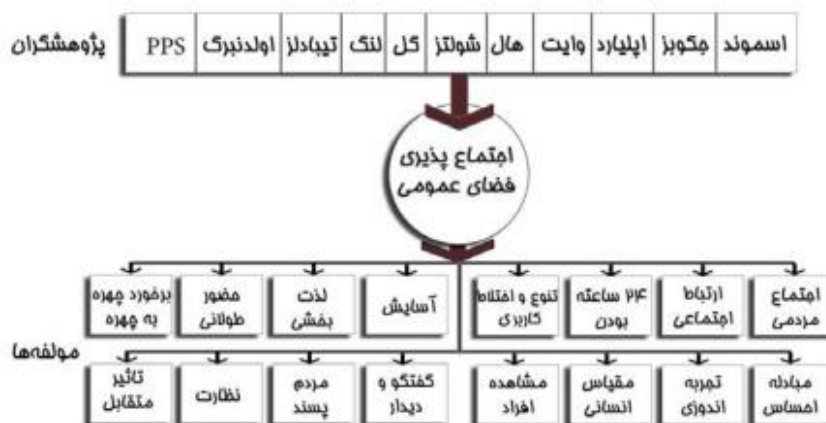 پژوهشگران
اسموند جکوبز اپلیارد وایت هال شولتز گل لنگ تیبادلز اولدنبرگ PPS
اجتماع پذیری
فضای عمومی
مولفه‌ها
اجتماع
مردمی
ارتباط
اجتماعی
۲۴ ساعته
بودن
تنوع و اختلاط
کاربری
آسایش
لذت
بخشی
حضور
طولانی
برخورد چهره
به چهره
مبادله
احساس
تجربه
اندوزی
مقیاس
انسانی
مشاهده
افراد
گفتگو و
دیدار
مردم
پسند
نظارت
تاثیر
متقابل